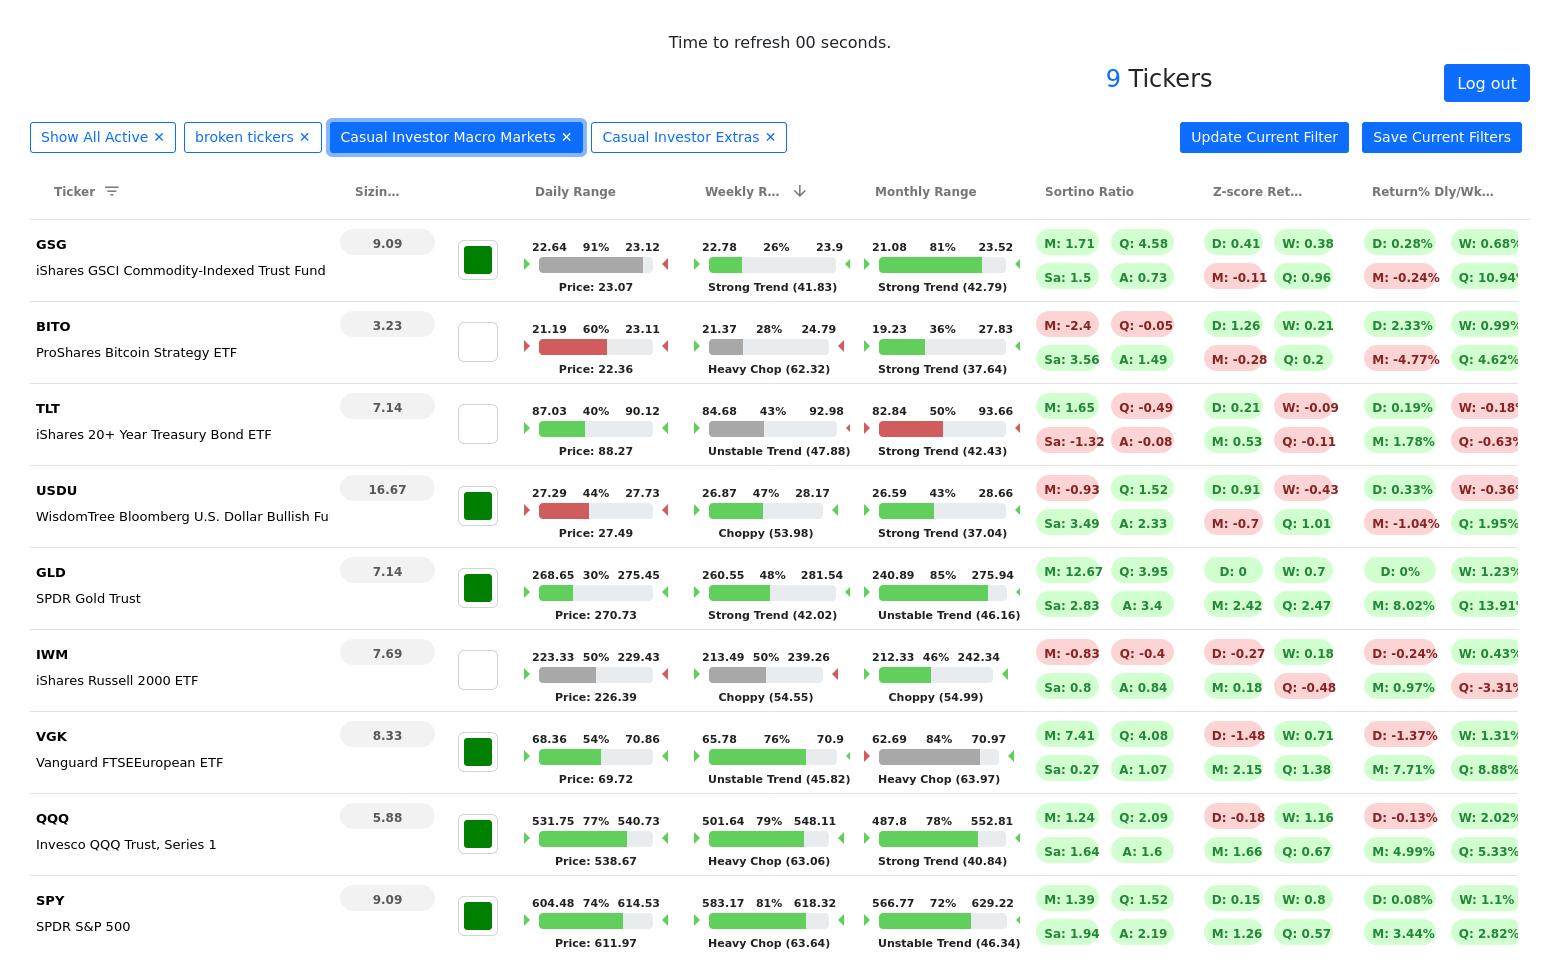 Time to refresh 00 seconds.
9 Tickers
Log out
Show All Active ✕ broken tickers ✕ Casual Investor Macro Markets ✕ Casual Investor Extras ✕ Update Current Filter Save Current Filters
Ticker Sizin... Daily Range Weekly R... Monthly Range Sortino Ratio Z-score Ret... Return% Dly/Wk...
GSG 9.09 22.64 91% 23.12 22.78 26% 23.9 21.08 81% 23.52 M: 1.71 Q: 4.58 D: 0.41 W: 0.38 D: 0.28% W: 0.68%
iShares GSCI Commodity-Indexed Trust Fund Sa: 1.5 A: 0.73 M: -0.11 Q: 0.96 M: -0.24% Q: 10.94%
Price: 23.07 Strong Trend (41.83) Strong Trend (42.79)
BITO 3.23 21.19 60% 23.11 21.37 28% 24.79 19.23 36% 27.83 M: -2.4 Q: -0.05 D: 1.26 W: 0.21 D: 2.33% W: 0.99%
ProShares Bitcoin Strategy ETF Sa: 3.56 A: 1.49 M: -0.28 Q: 0.2 M: -4.77% Q: 4.62%
Price: 22.36 Heavy Chop (62.32) Strong Trend (37.64)
TLT 7.14 87.03 40% 90.12 84.68 43% 92.98 82.84 50% 93.66 M: 1.65 Q: -0.49 D: 0.21 W: -0.09 D: 0.19% W: -0.18%
iShares 20+ Year Treasury Bond ETF Sa: -1.32 A: -0.08 M: 0.53 Q: -0.11 M: 1.78% Q: -0.63%
Price: 88.27 Unstable Trend (47.88) Strong Trend (42.43)
USDU 16.67 27.29 44% 27.73 26.87 47% 28.17 26.59 43% 28.66 M: -0.93 Q: 1.52 D: 0.91 W: -0.43 D: 0.33% W: -0.36%
WisdomTree Bloomberg U.S. Dollar Bullish Fu Sa: 3.49 A: 2.33 M: -0.7 Q: 1.01 M: -1.04% Q: 1.95%
Price: 27.49 Choppy (53.98) Strong Trend (37.04)
GLD 7.14 268.65 30% 275.45 260.55 48% 281.54 240.89 85% 275.94 M: 12.67 Q: 3.95 D: 0 W: 0.7 D: 0% W: 1.23%
SPDR Gold Trust Sa: 2.83 A: 3.4 M: 2.42 Q: 2.47 M: 8.02% Q: 13.91%
Price: 270.73 Strong Trend (42.02) Unstable Trend (46.16)
IWM 7.69 223.33 50% 229.43 213.49 50% 239.26 212.33 46% 242.34 M: -0.83 Q: -0.4 D: -0.27 W: 0.18 D: -0.24% W: 0.43%
iShares Russell 2000 ETF Sa: 0.8 A: 0.84 M: 0.18 Q: -0.48 M: 0.97% Q: -3.31%
Price: 226.39 Choppy (54.55) Choppy (54.99)
VGK 8.33 68.36 54% 70.86 65.78 76% 70.9 62.69 84% 70.97 M: 7.41 Q: 4.08 D: -1.48 W: 0.71 D: -1.37% W: 1.31%
Vanguard FTSEEuropean ETF Sa: 0.27 A: 1.07 M: 2.15 Q: 1.38 M: 7.71% Q: 8.88%
Price: 69.72 Unstable Trend (45.82) Heavy Chop (63.97)
QQQ 5.88 531.75 77% 540.73 501.64 79% 548.11 487.8 78% 552.81 M: 1.24 Q: 2.09 D: -0.18 W: 1.16 D: -0.13% W: 2.02%
Invesco QQQ Trust, Series 1 Sa: 1.64 A: 1.6 M: 1.66 Q: 0.67 M: 4.99% Q: 5.33%
Price: 538.67 Heavy Chop (63.06) Strong Trend (40.84)
SPY 9.09 604.48 74% 614.53 583.17 81% 618.32 566.77 72% 629.22 M: 1.39 Q: 1.52 D: 0.15 W: 0.8 D: 0.08% W: 1.1%
SPDR S&P 500 Sa: 1.94 A: 2.19 M: 1.26 Q: 0.57 M: 3.44% Q: 2.82%
Price: 611.97 Heavy Chop (63.64) Unstable Trend (46.34)